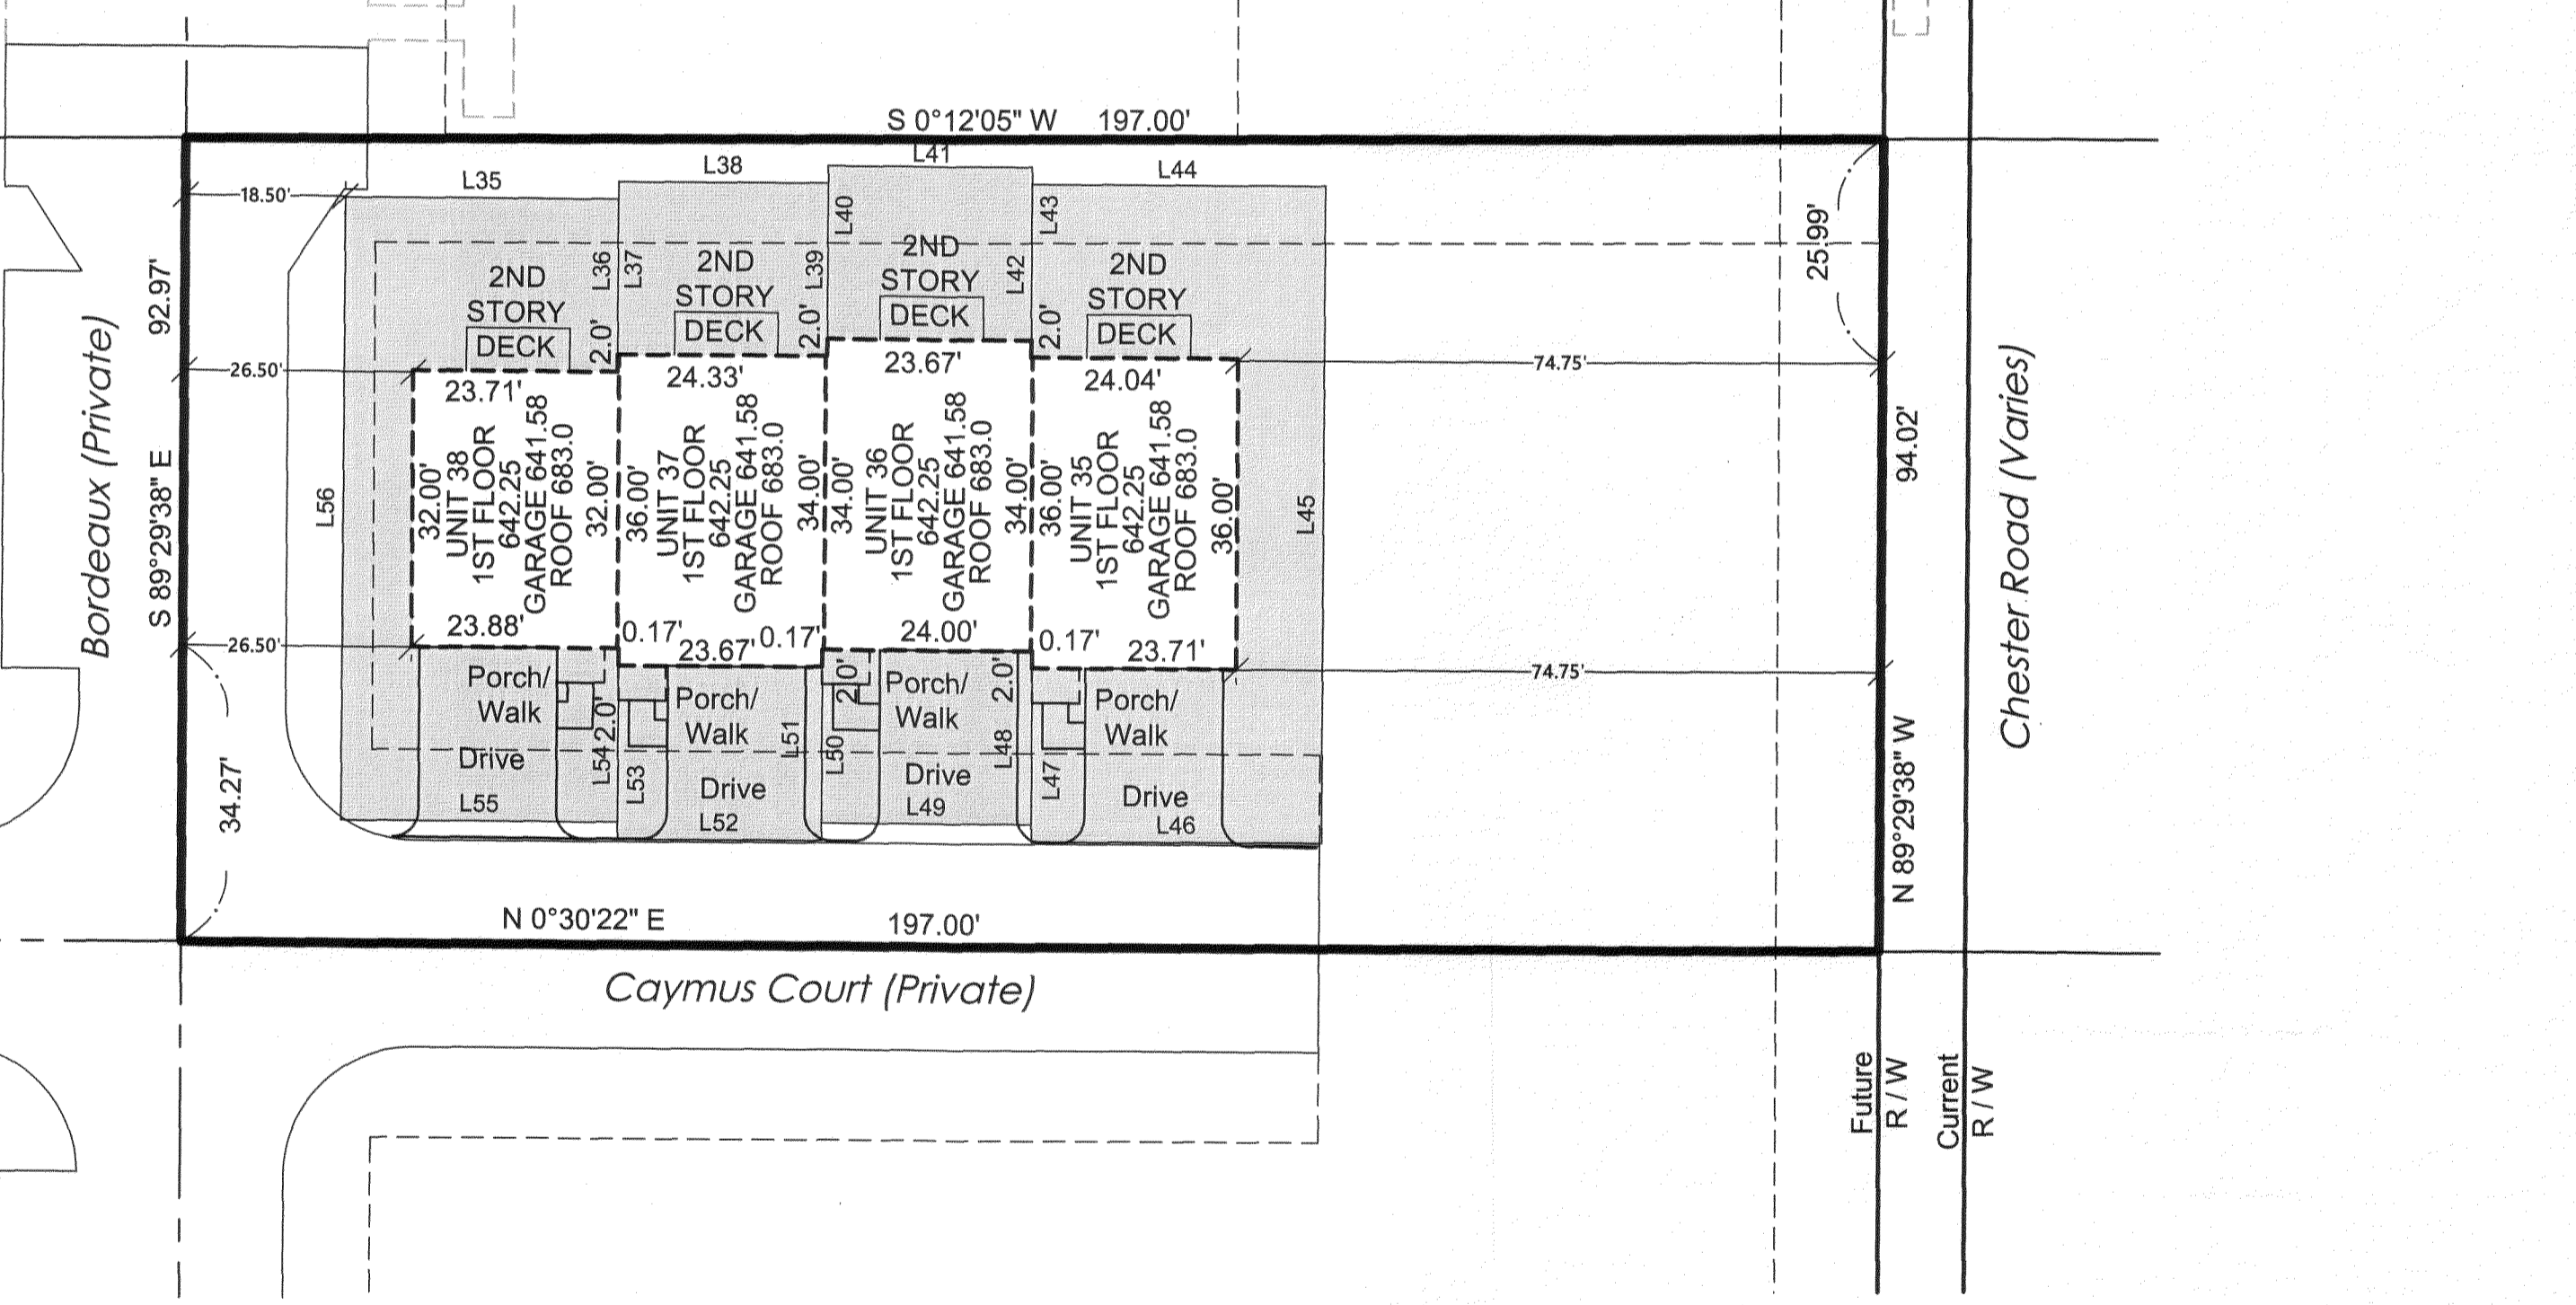 S 0°12'05" W 197.00'
L35
L38
L41
L44
18.50'
L36
L37
L39
L40
L42
L43
25.99'
2ND
STORY
DECK
2.0'
2ND
STORY
DECK
2.0'
2ND
STORY
DECK
2ND
STORY
DECK
2.0'
Bordeaux (Private)
S 89°29'38" E 92.97'
26.50'
23.71'
24.33'
23.67'
24.04'
74.75'
L56
32.00'
UNIT 38
1ST FLOOR
642.25
GARAGE 641.58
ROOF 683.0
32.00'
36.00'
UNIT 37
1ST FLOOR
642.25
GARAGE 641.58
ROOF 683.0
34.00'
34.00'
UNIT 36
1ST FLOOR
642.25
GARAGE 641.58
ROOF 683.0
34.00'
36.00'
UNIT 35
1ST FLOOR
642.25
GARAGE 641.58
ROOF 683.0
36.00'
L45
N 89°29'38" W 94.02'
Chester Road (Varies)
26.50'
23.88'
0.17'
23.67'
0.17'
24.00'
0.17'
23.71'
74.75'
34.27'
Porch/
Walk
2.0'
Porch/
Walk
2.0'
Porch/
Walk
2.0'
Porch/
Walk
L54
L53
L51
L50
L48
L47
Drive
L55
Drive
L52
Drive
L49
Drive
L46
N 0°30'22" E 197.00'
Caymus Court (Private)
Future
R / W
Current
R / W